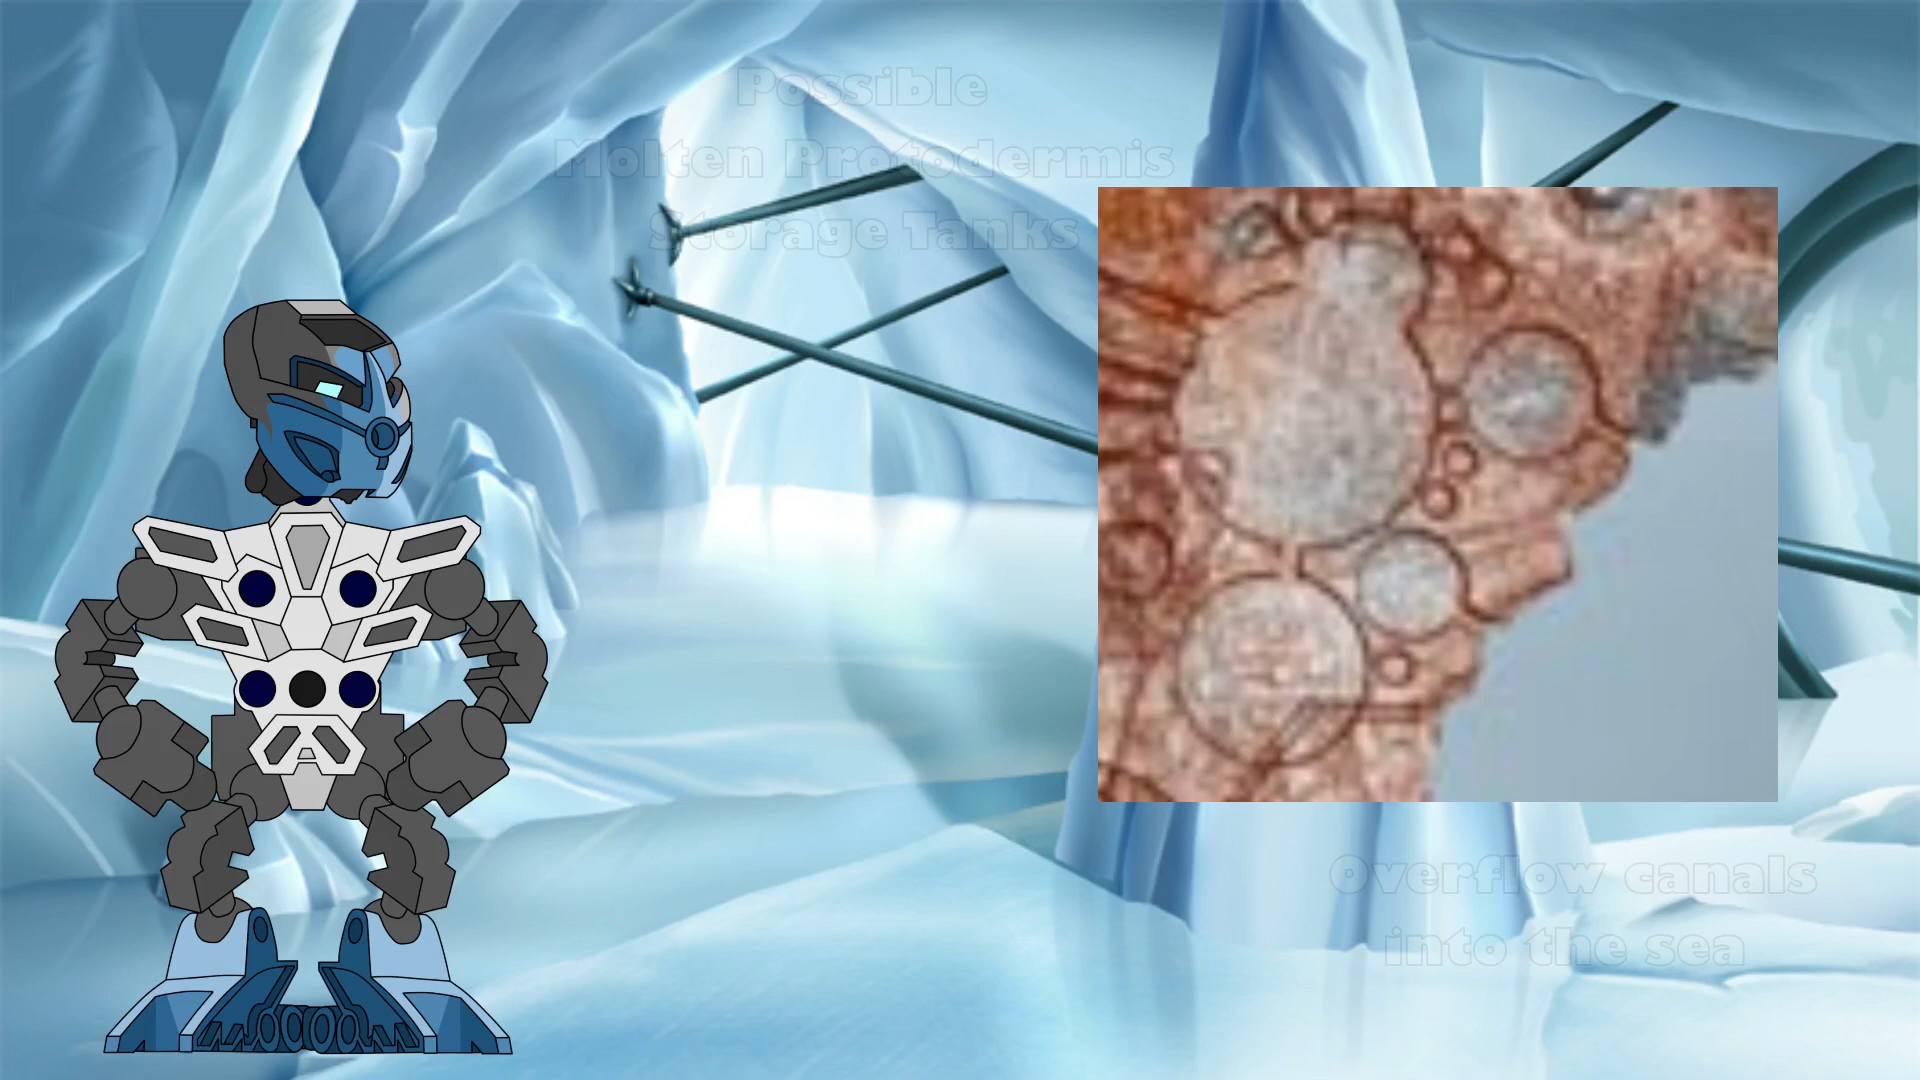 Possible
Molten Protodermis
Storage Tanks
Overflow canals
into the sea